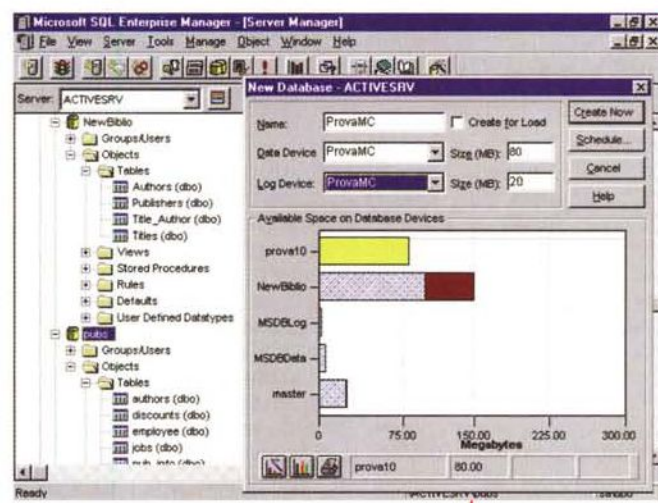 Microsoft SQL Enterprise Manager - [Server Manager]
File View Server Tools Manage Object Window Help
Server: ACTIVESRV
NewBiblio
Groups/Users
Objects
Tables
Authors (dbo)
Publishers (dbo)
Title_Author (dbo)
Titles (dbo)
Views
Stored Procedures
Rules
Defaults
User Defined Datatypes
pubs
Groups/Users
Objects
Tables
authors (dbo)
discounts (dbo)
employee (dbo)
jobs (dbo)
pub_info (dbo)
Ready
New Database - ACTIVESRV
Name: ProvaMC Create for Load
Data Device ProvaMC Size (MB): 80
Log Device: ProvaMC Size (MB): 20
Create Now
Schedule...
Cancel
Help
Available Space on Database Devices
prova10
NewBiblio
MSDBLog
MSDBData
master
0 75.00 150.00 225.00 300.00
Megabytes
prova10 80.00
\ACTIVESRV\pubs